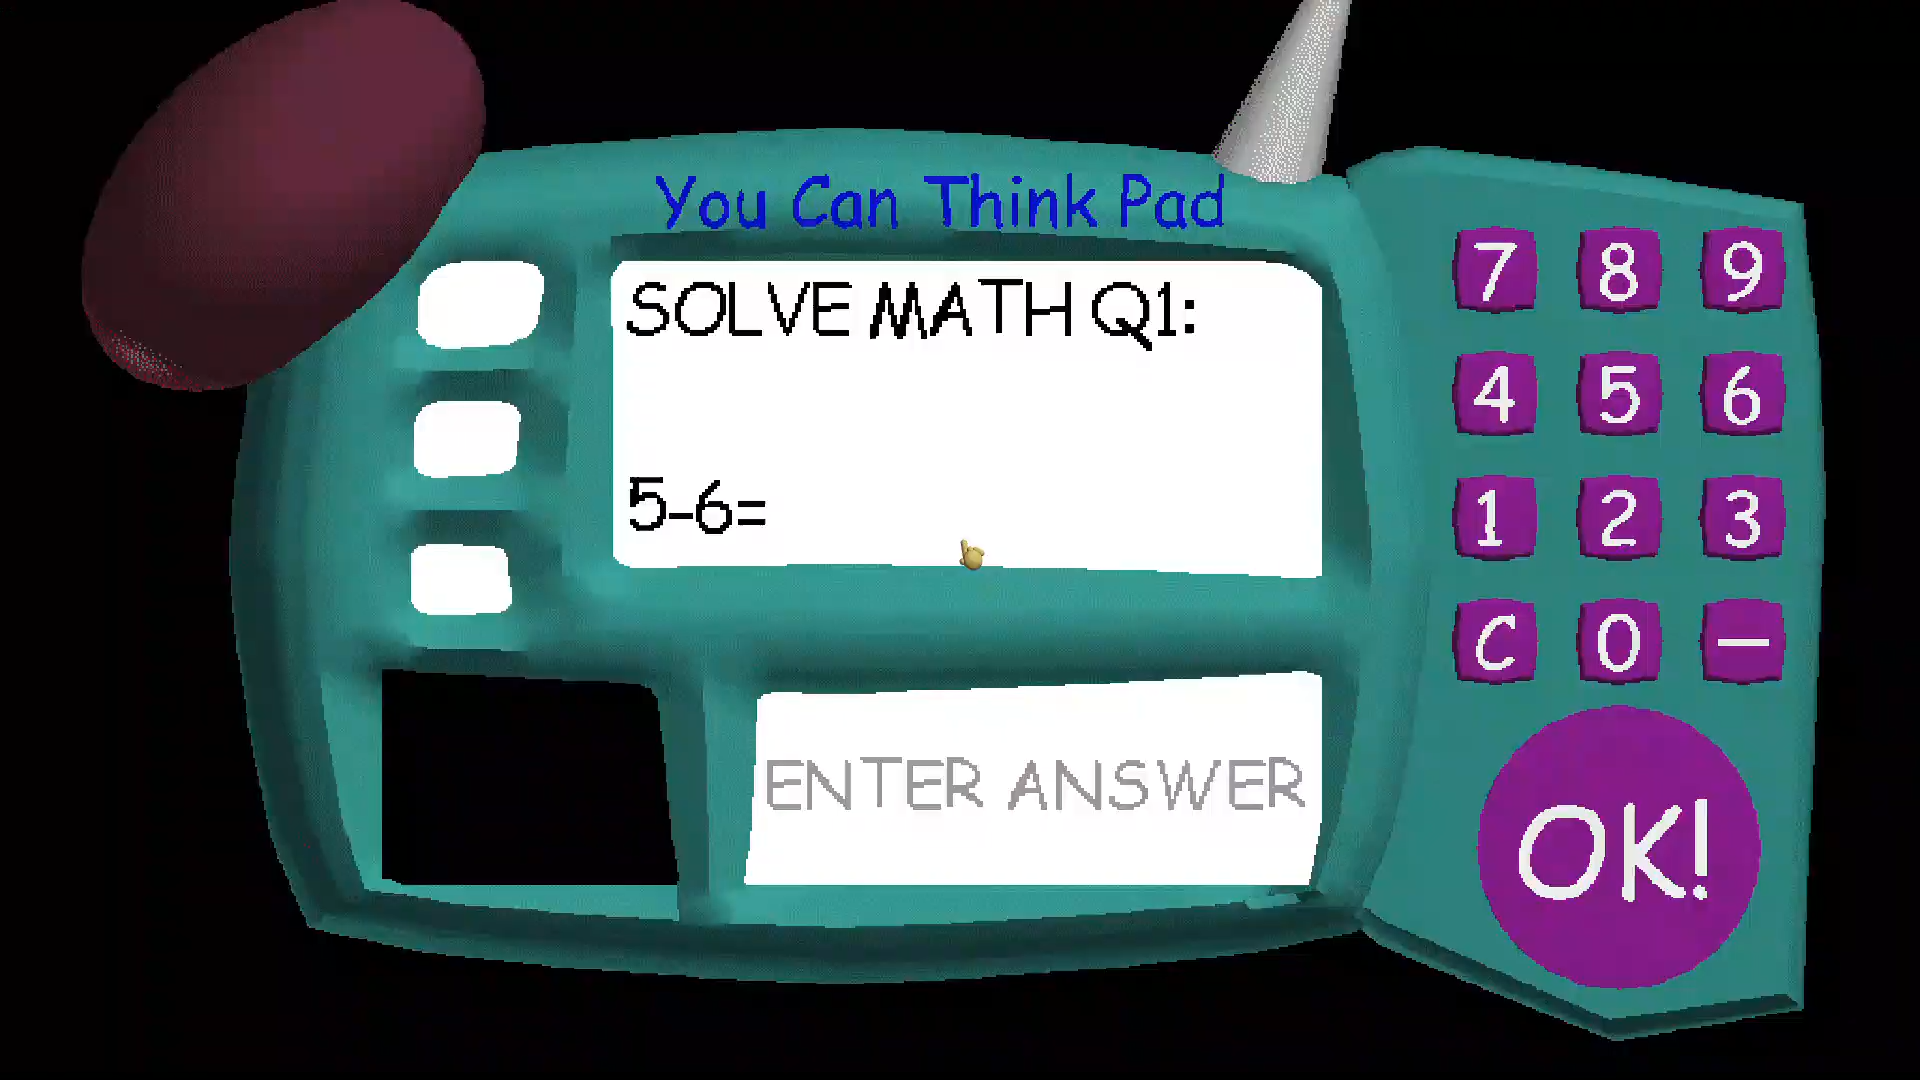 You Can Think Pad
SOLVE MATH Q1:
5-6=
ENTER ANSWER
7 8 9
4 5 6
1 2 3
C 0 −
OK!